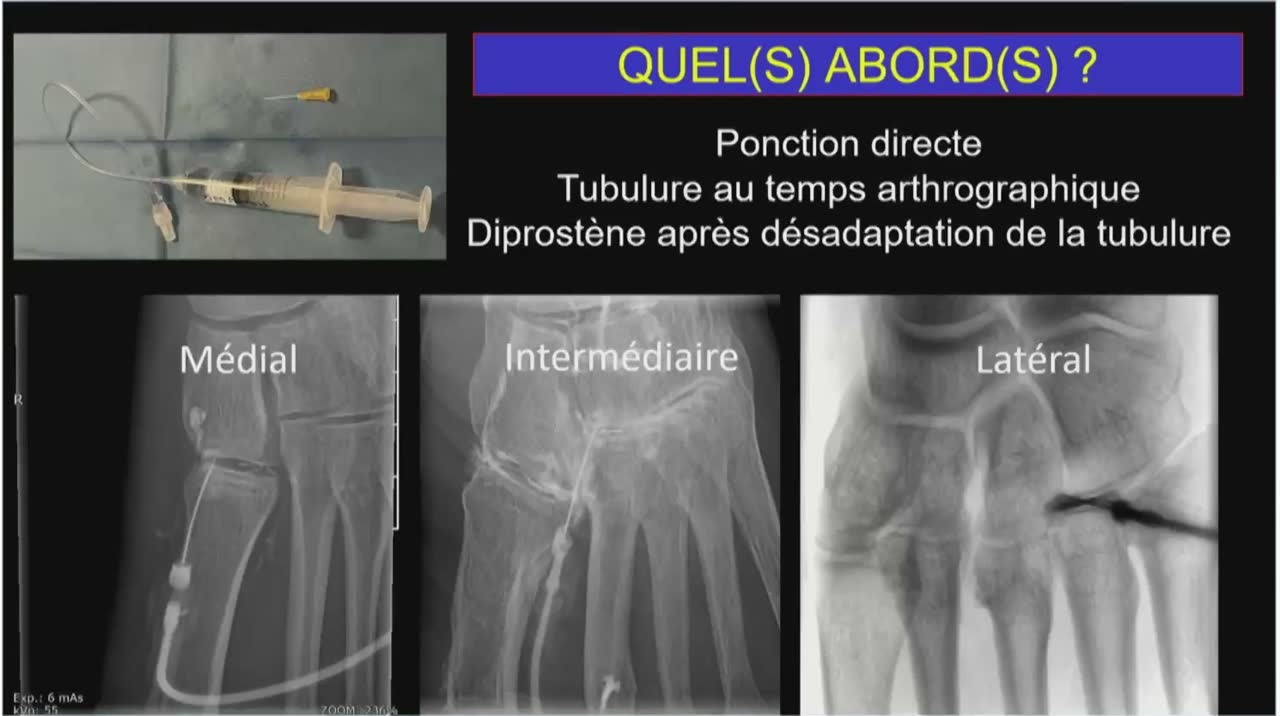 QUEL(S) ABORD(S) ?
Ponction directe
Tubulure au temps arthrographique
Diprostène après désadaptation de la tubulure
Médial
Intermédiaire
Latéral
R
Exp.: 6 mAs
kVp: 55
ZOOM: 236%